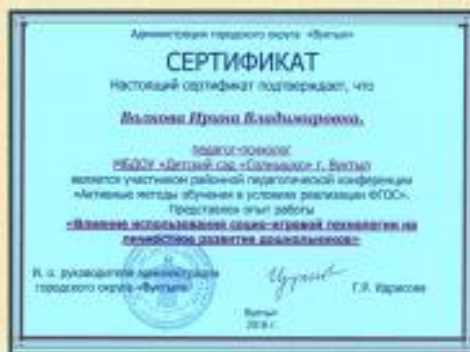 Администрация городского округа «Вуктыл»
СЕРТИФИКАТ
Настоящий сертификат подтверждает, что
Волкова Ирина Владимировна,
педагог-психолог
МБДОУ «Детский сад «Солнышко» г. Вуктыл
является участником районной педагогической конференции
«Активные методы обучения в условиях реализации ФГОС».
Представлен опыт работы
«Влияние использования социо-игровой технологии на
личностное развитие дошкольников»
И. о. руководителя администрации
городского округа «Вуктыл»
Г.Р. Идрисова
Вуктыл
2016 г.